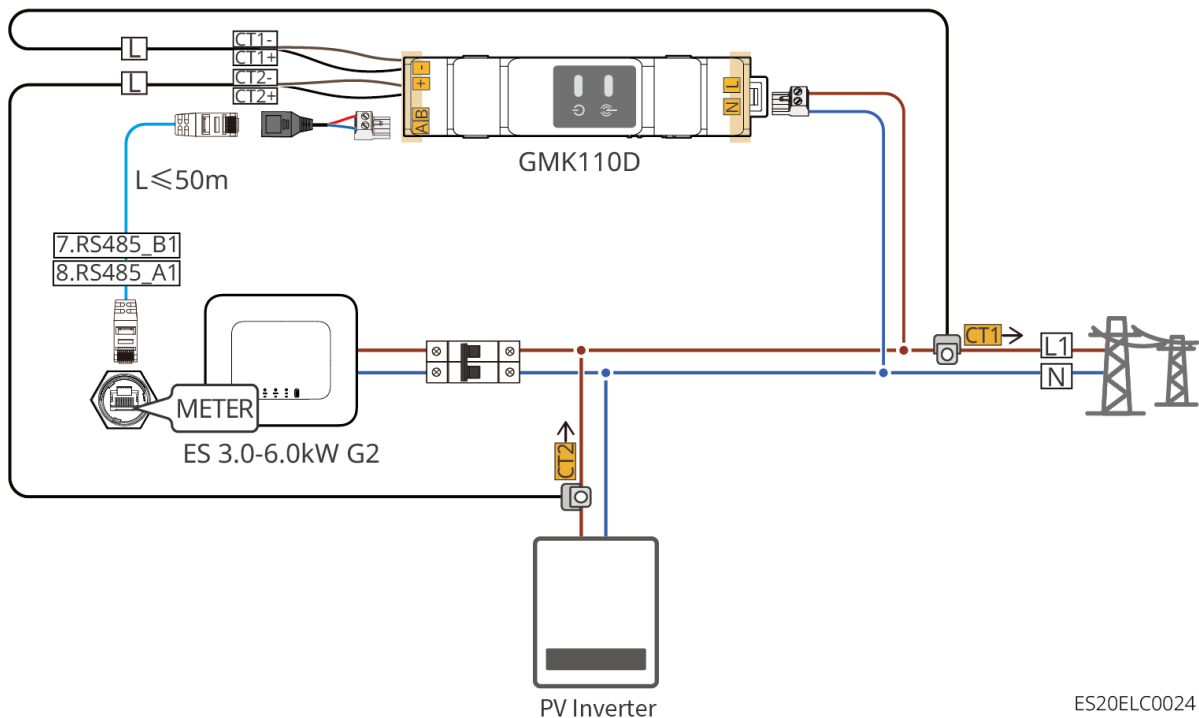 CT1-
L
CT1+
CT2-
L
CT2+
-
+
A B
L
N
GMK110D
L≤50m
7.RS485_B1
8.RS485_A1
METER
ES 3.0-6.0kW G2
CT1
L1
N
CT2
PV Inverter
ES20ELC0024